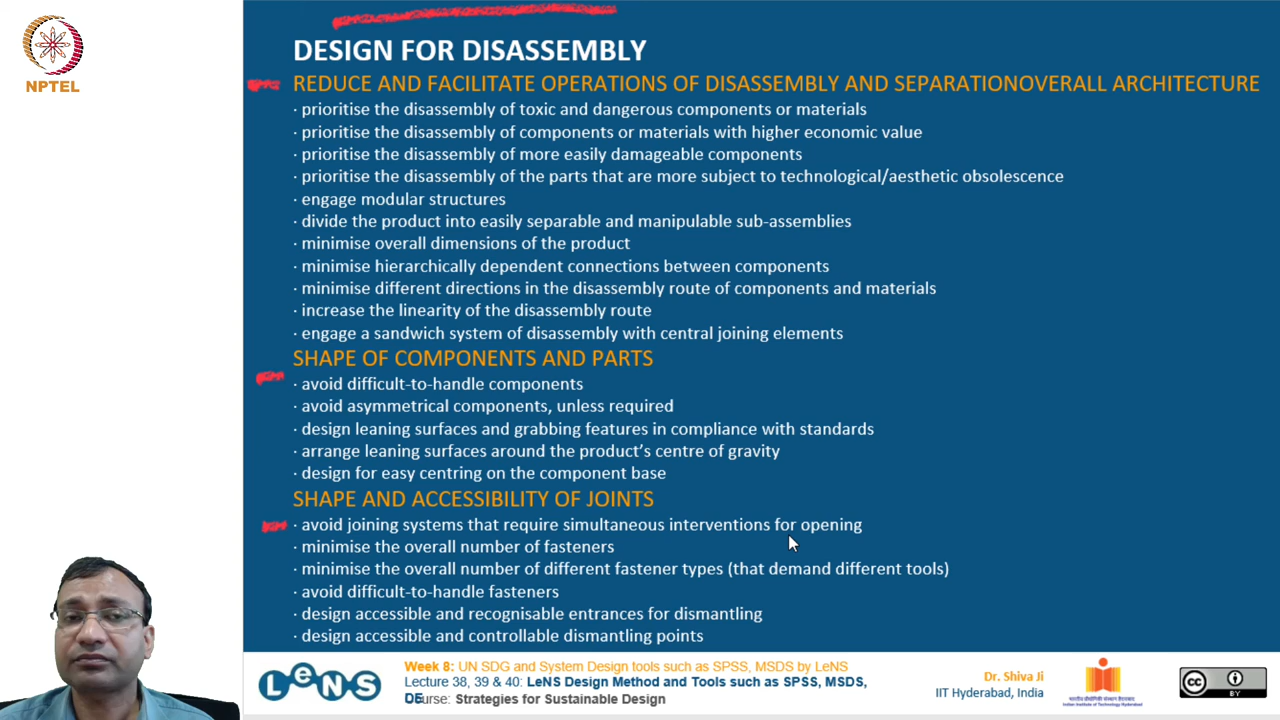 NPTEL
DESIGN FOR DISASSEMBLY
REDUCE AND FACILITATE OPERATIONS OF DISASSEMBLY AND SEPARATIONOVERALL ARCHITECTURE
· prioritise the disassembly of toxic and dangerous components or materials
· prioritise the disassembly of components or materials with higher economic value
· prioritise the disassembly of more easily damageable components
· prioritise the disassembly of the parts that are more subject to technological/aesthetic obsolescence
· engage modular structures
· divide the product into easily separable and manipulable sub-assemblies
· minimise overall dimensions of the product
· minimise hierarchically dependent connections between components
· minimise different directions in the disassembly route of components and materials
· increase the linearity of the disassembly route
· engage a sandwich system of disassembly with central joining elements
SHAPE OF COMPONENTS AND PARTS
· avoid difficult-to-handle components
· avoid asymmetrical components, unless required
· design leaning surfaces and grabbing features in compliance with standards
· arrange leaning surfaces around the product's centre of gravity
· design for easy centring on the component base
SHAPE AND ACCESSIBILITY OF JOINTS
· avoid joining systems that require simultaneous interventions for opening
· minimise the overall number of fasteners
· minimise the overall number of different fastener types (that demand different tools)
· avoid difficult-to-handle fasteners
· design accessible and recognisable entrances for dismantling
· design accessible and controllable dismantling points
LeNS
Week 8: UN SDG and System Design tools such as SPSS, MSDS by LeNS
Lecture 38, 39 & 40: LeNS Design Method and Tools such as SPSS, MSDS,
Course: Strategies for Sustainable Design
Dr. Shiva Ji
IIT Hyderabad, India
Indian Institute of Technology Hyderabad
cc
BY